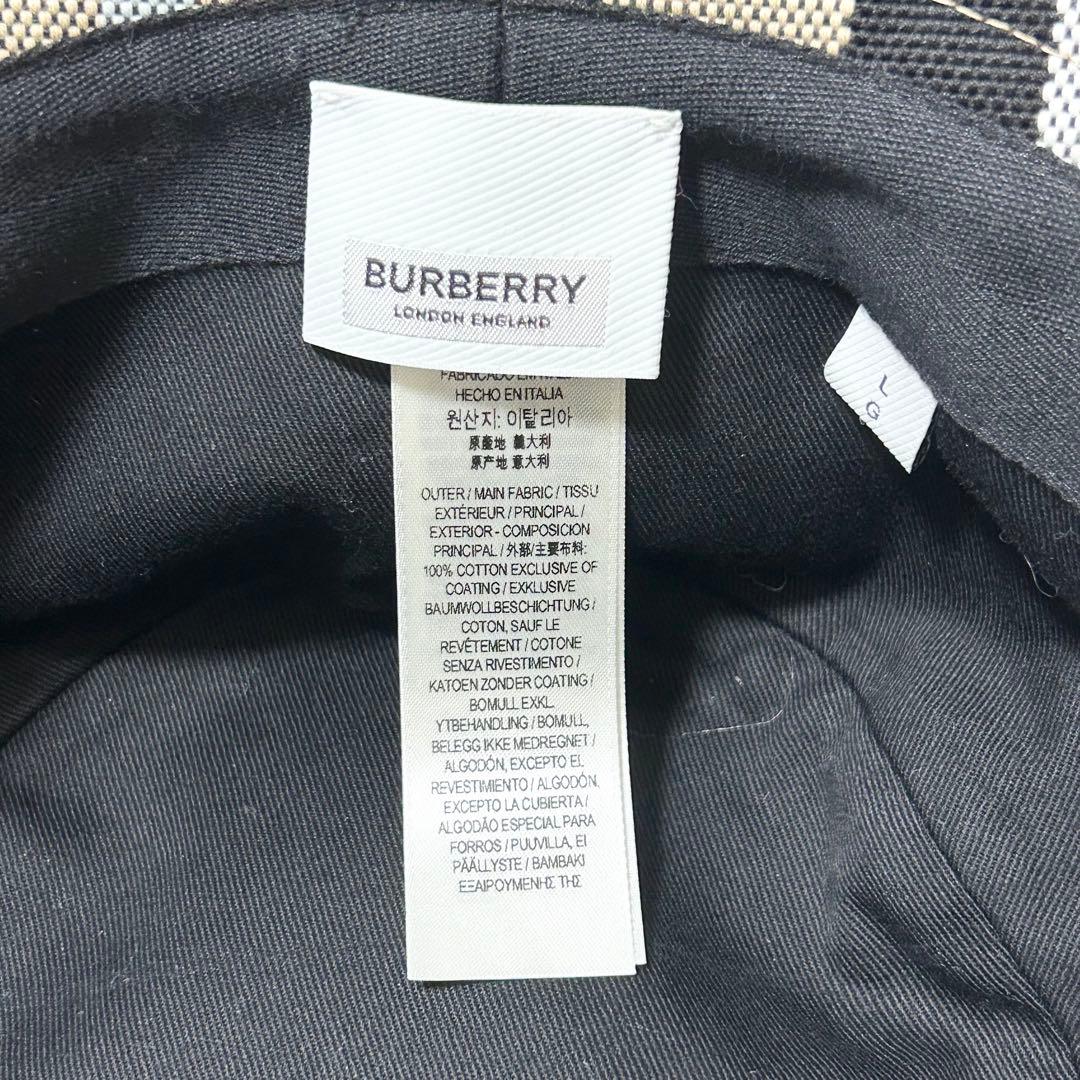 BURBERRY
LONDON ENGLAND
L
G
HECHO EN ITALIA
원산지: 이탈리아
原產地 義大利
原产地 意大利
OUTER / MAIN FABRIC / TISSU
EXTÉRIEUR / PRINCIPAL /
EXTERIOR - COMPOSICION
PRINCIPAL / 外部/主要布料:
100% COTTON EXCLUSIVE OF
COATING / EXKLUSIVE
BAUMWOLLBESCHICHTUNG /
COTON, SAUF LE
REVÊTEMENT / COTONE
SENZA RIVESTIMENTO /
KATOEN ZONDER COATING /
BOMULL EXKL.
YTBEHANDLING / BOMULL,
BELEGG IKKE MEDREGNET /
ALGODÓN, EXCEPTO EL
REVESTIMIENTO / ALGODÓN,
EXCEPTO LA CUBIERTA /
ALGODÃO ESPECIAL PARA
FORROS / PUUVILLA, EI
PÄÄLLYSTE / ΒΑΜΒΑΚΙ
ΕΞΑΙΡΟΥΜΕΝΗΣ ΤΗΣ